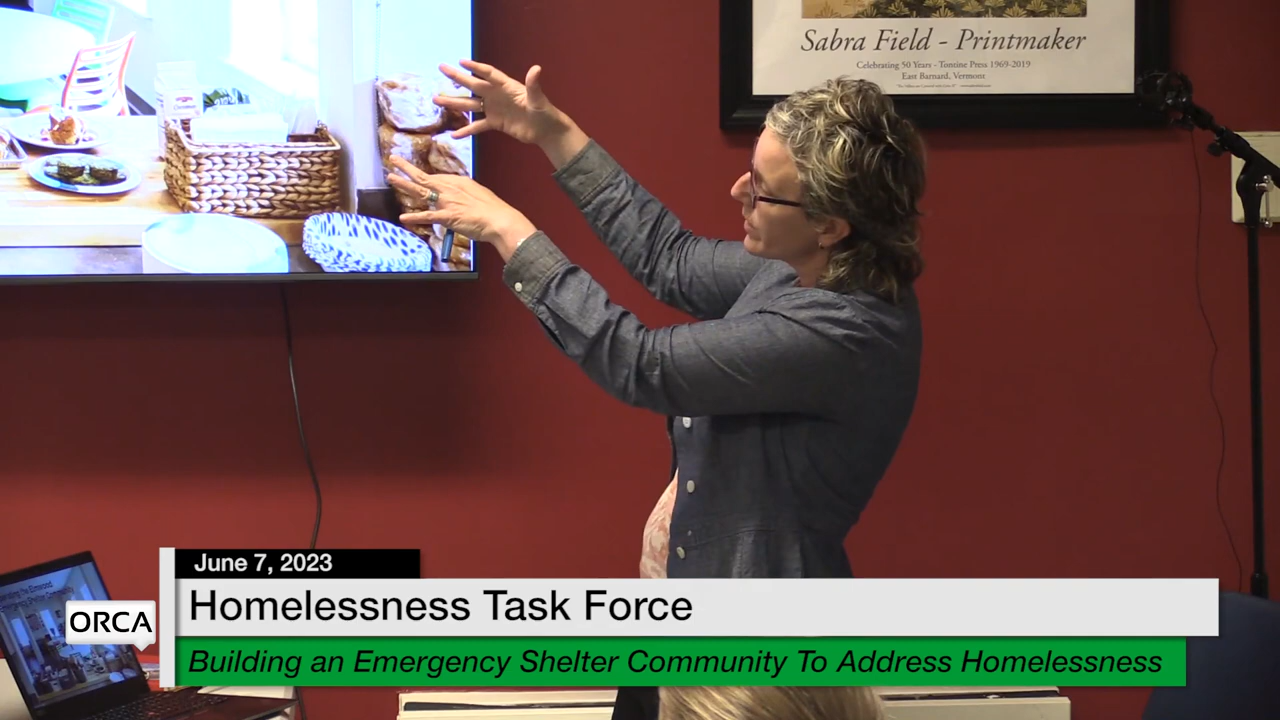 Sabra Field - Printmaker
Celebrating 50 Years - Tontine Press 1969-2019
East Barnard, Vermont
June 7, 2023
Homelessness Task Force
ORCA
Building an Emergency Shelter Community To Address Homelessness